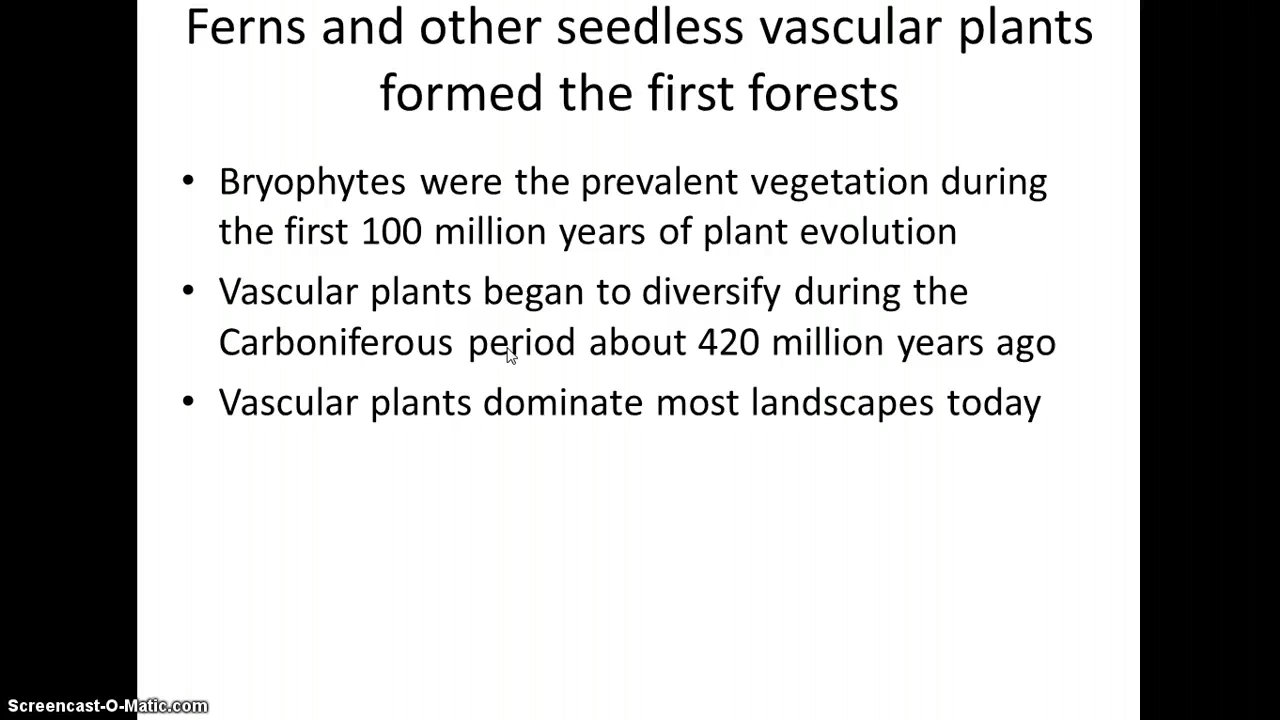 Ferns and other seedless vascular plants
formed the first forests
• Bryophytes were the prevalent vegetation during
the first 100 million years of plant evolution
• Vascular plants began to diversify during the
Carboniferous period about 420 million years ago
• Vascular plants dominate most landscapes today
Screencast-O-Matic.com